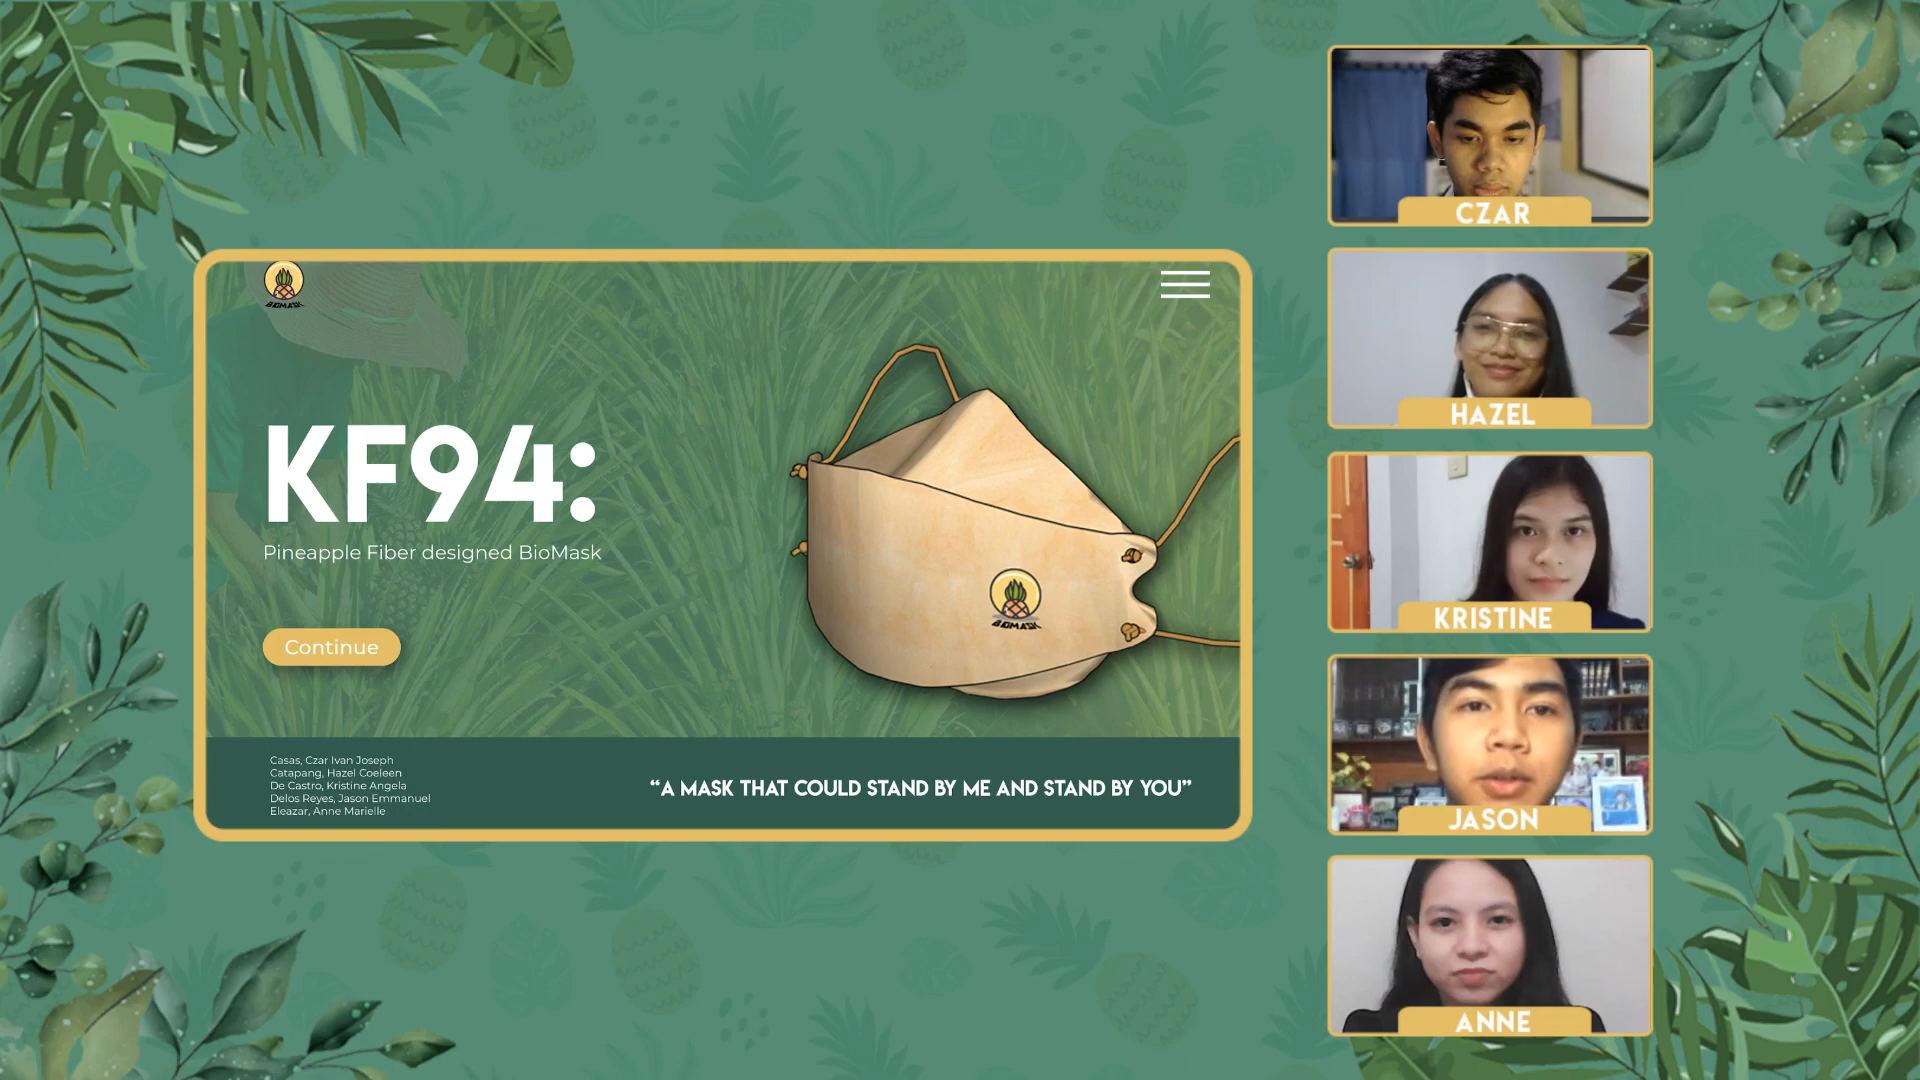 BIOMASK
KF94:
Pineapple Fiber designed BioMask
Continue
BIOMASK
Casas, Czar Ivan Joseph
Catapang, Hazel Coeleen
De Castro, Kristine Angela
Delos Reyes, Jason Emmanuel
Eleazar, Anne Marielle
“A MASK THAT COULD STAND BY ME AND STAND BY YOU”
CZAR
HAZEL
KRISTINE
JASON
ANNE